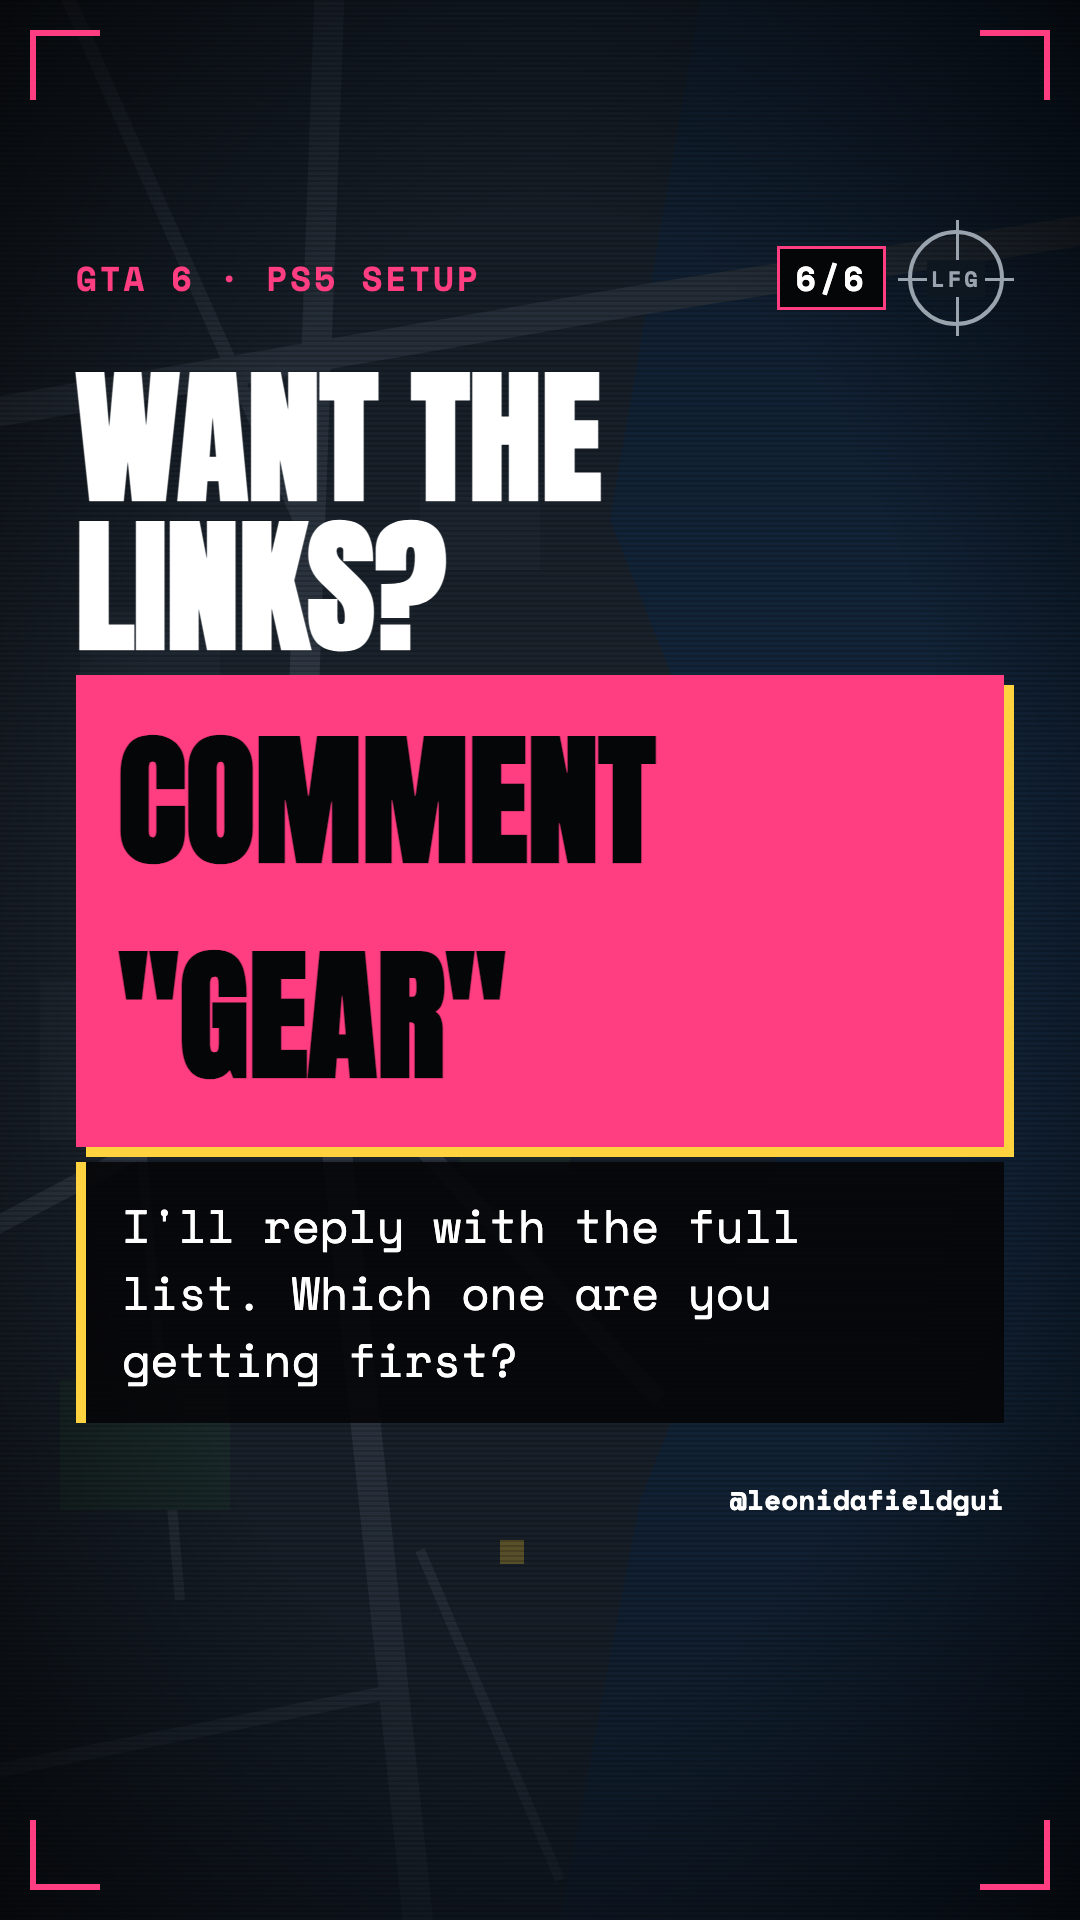 GTA 6 · PS5 SETUP
6/6
LFG
WANT THE
LINKS?
COMMENT
"GEAR"
I'll reply with the full
list. Which one are you
getting first?
@leonidafieldgui